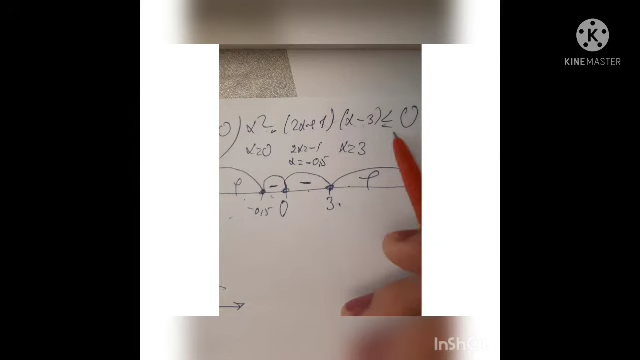 KINEMASTER
) x². (2x+1) (x-3) ≤ 0
x=0 2x=-1 x=3
x=-0,5
+ - - +
-0,5 0 3.
InShOt